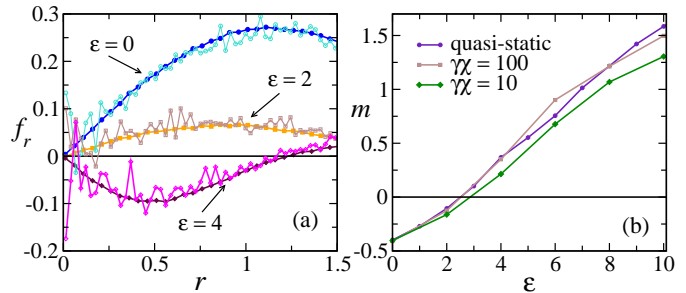 0.3
0.2
0.1
0
-0.1
-0.2
f_r
ε = 0
ε = 2
ε = 4
(a)
0
0.5
1
1.5
r
1.5
1
0.5
0
-0.5
m
quasi-static
γχ = 100
γχ = 10
(b)
0
2
4
6
8
10
ε